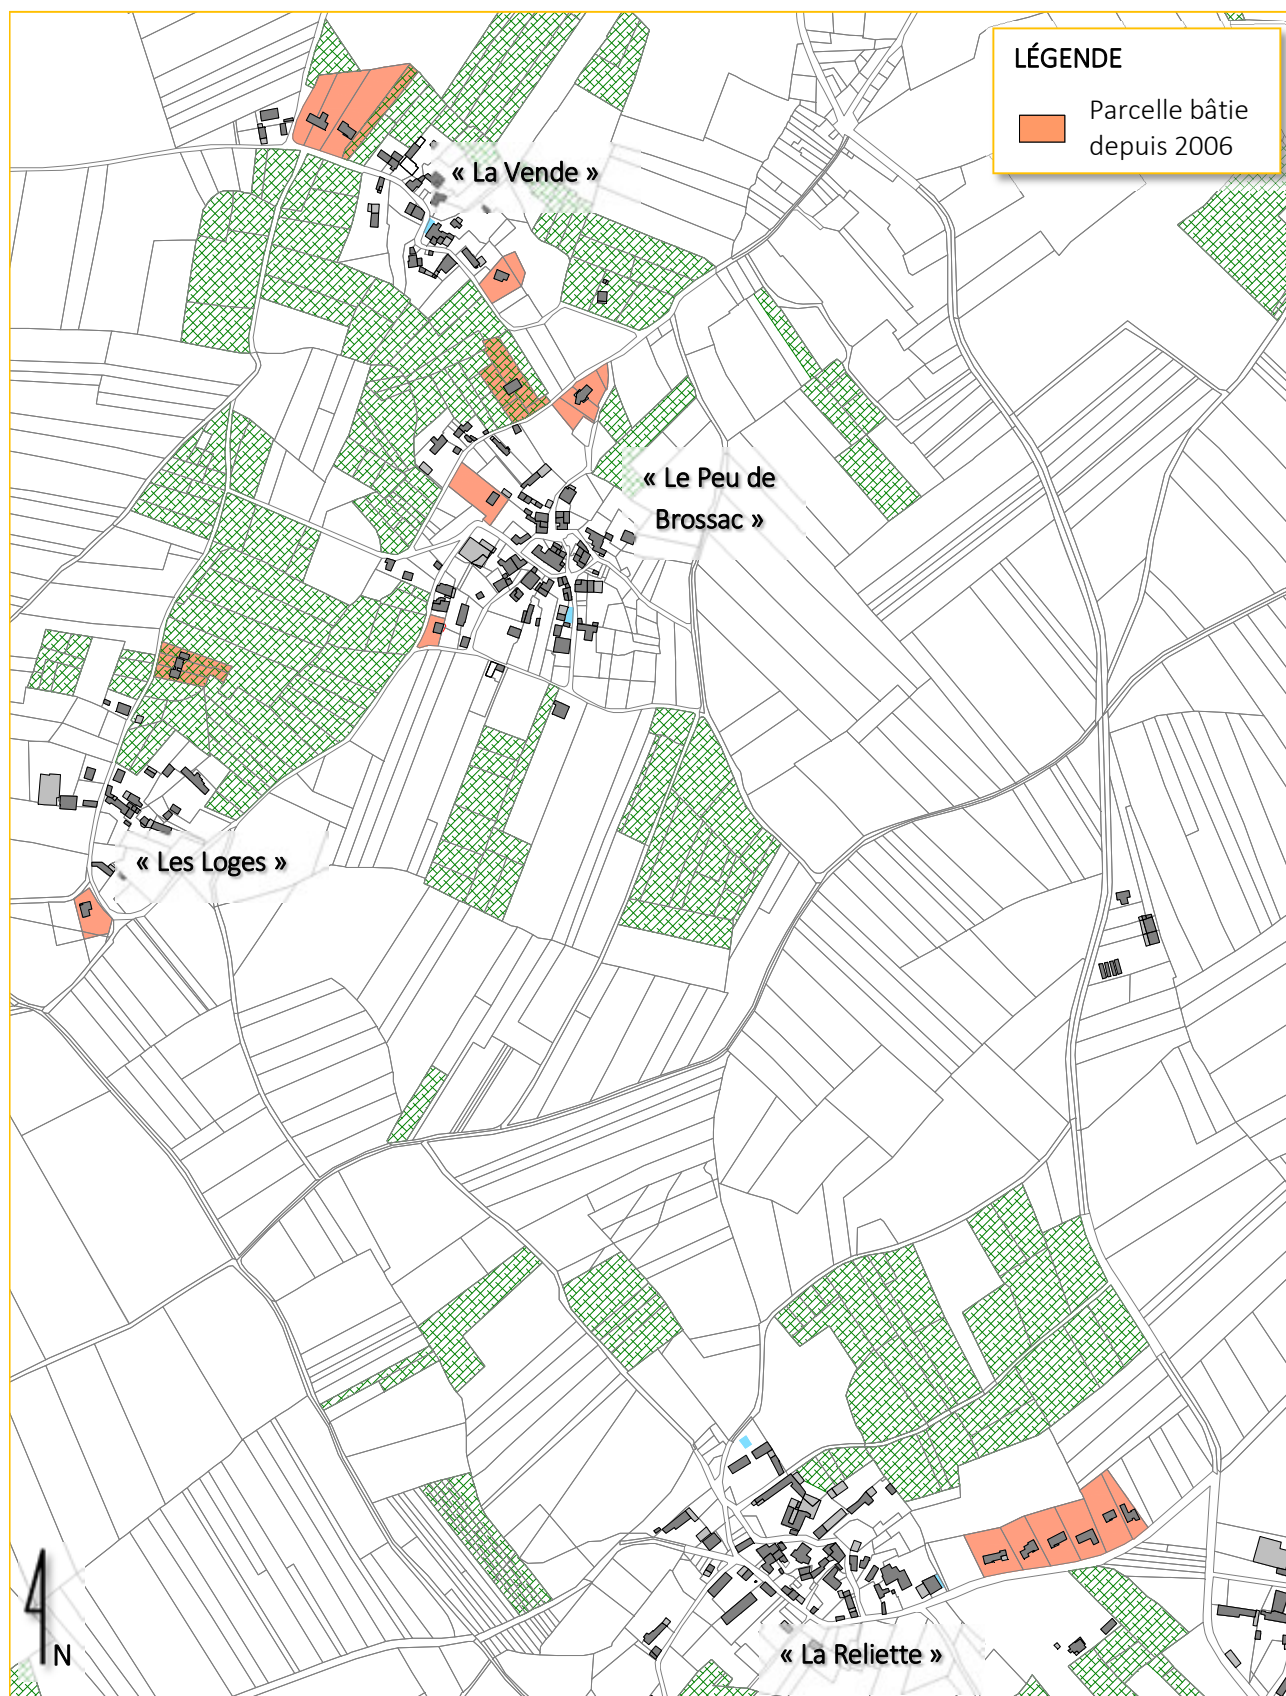 LÉGENDE
Parcelle bâtie
depuis 2006
« La Vende »
« Le Peu de
Brossac »
« Les Loges »
« La Reliette »
N